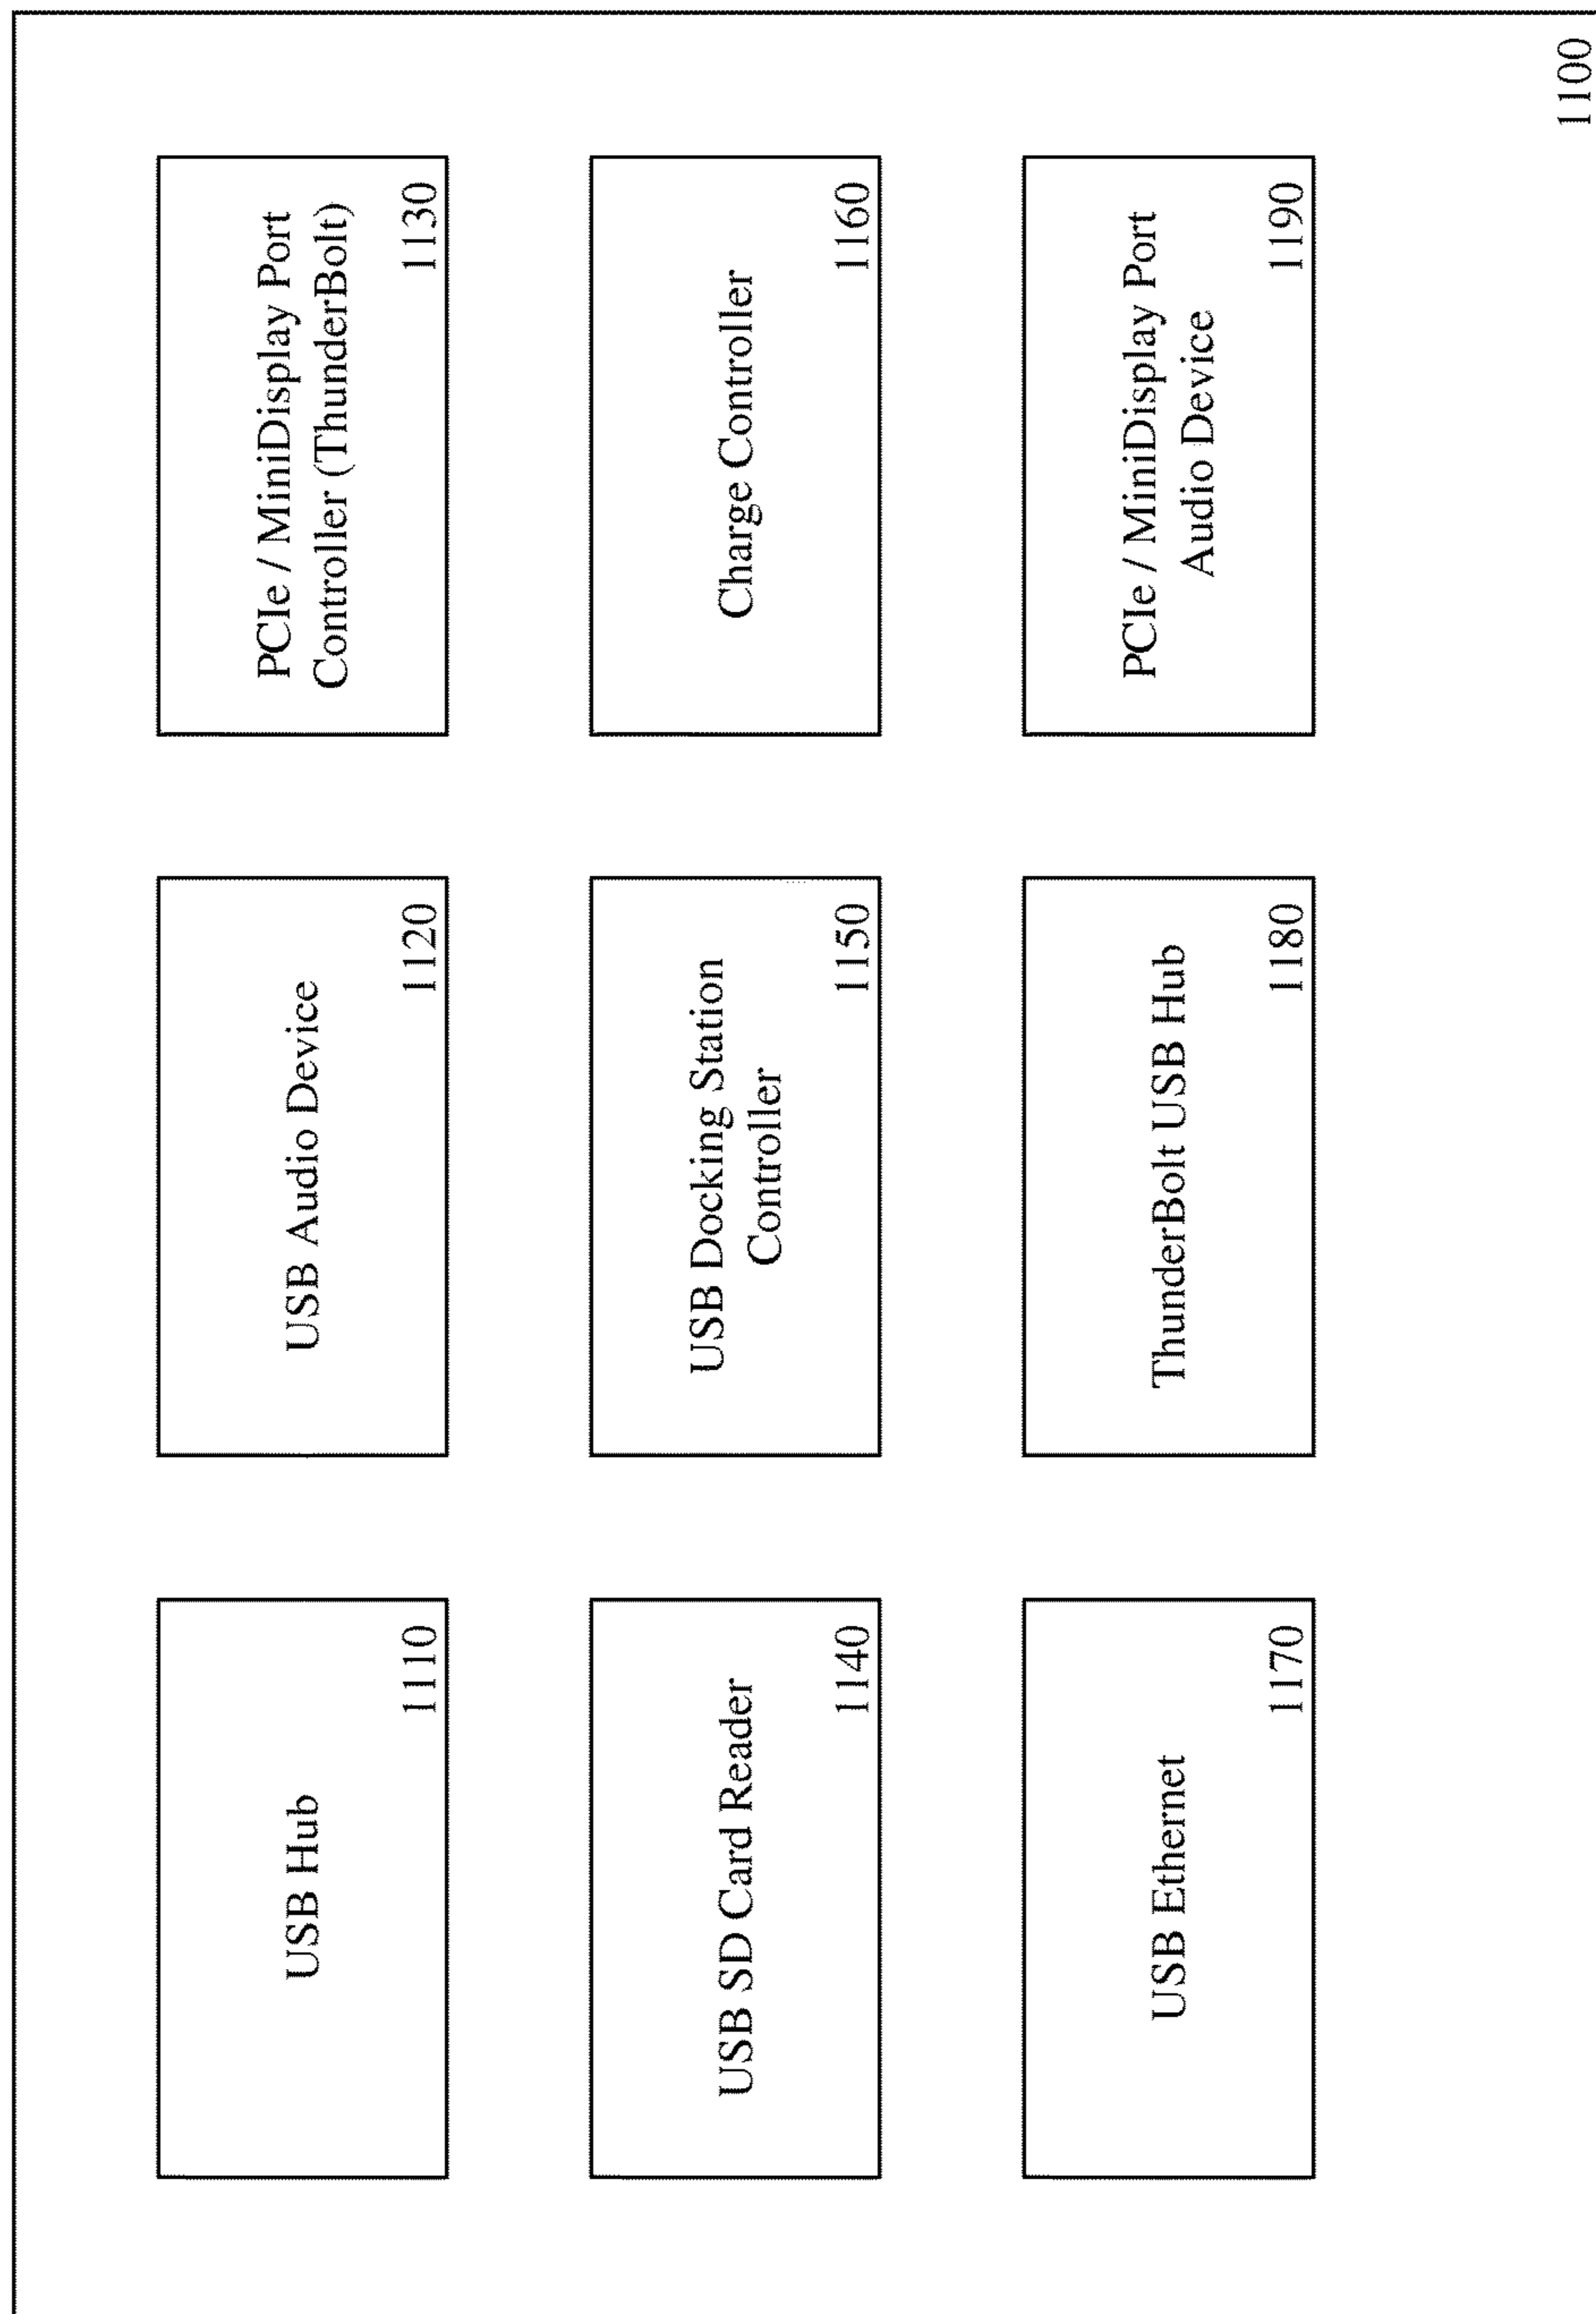 USB Hub
1110
USB Audio Device
1120
PCIe / MiniDisplay Port
Controller (ThunderBolt)
1130
USB SD Card Reader
1140
USB Docking Station
Controller
1150
Charge Controller
1160
USB Ethernet
1170
ThunderBolt USB Hub
1180
PCIe / MiniDisplay Port
Audio Device
1190
1100